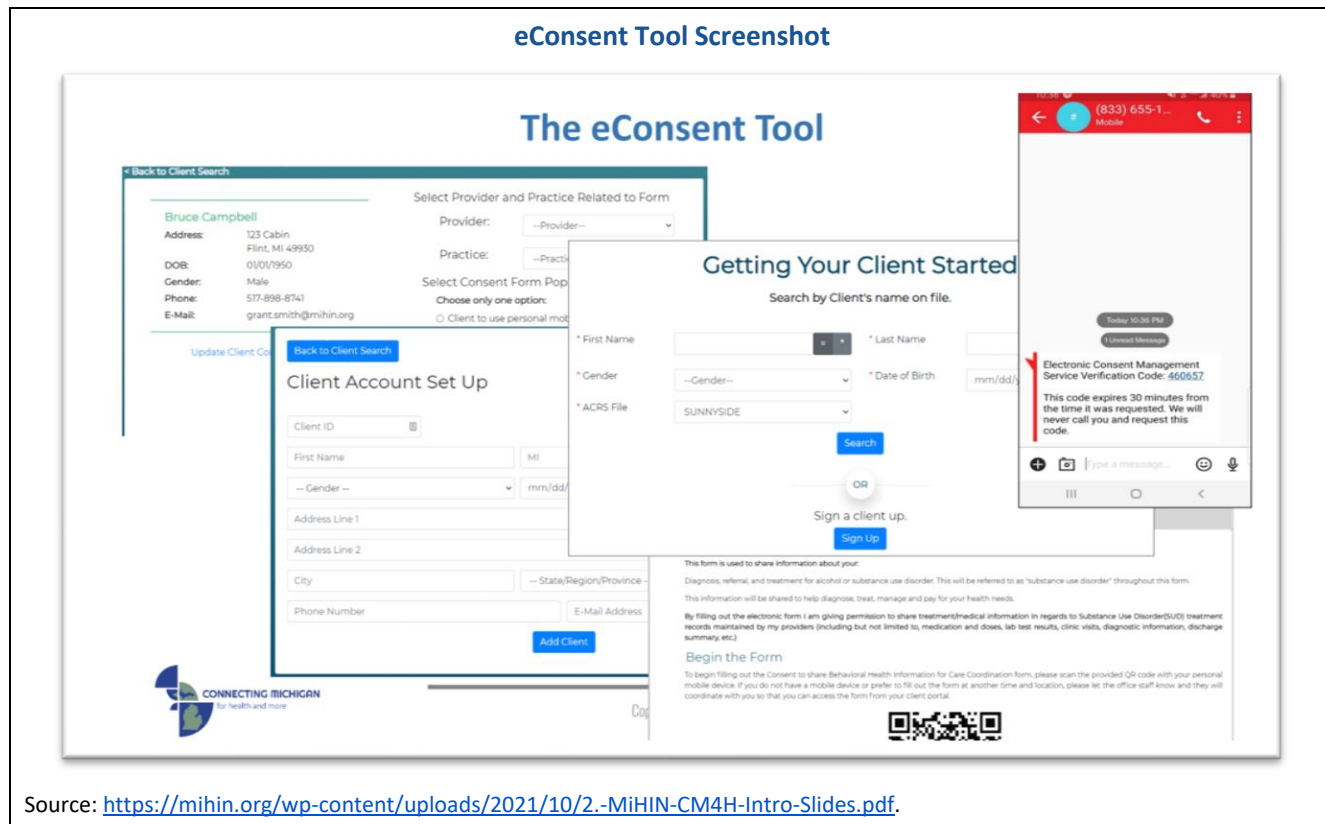 eConsent Tool Screenshot
The eConsent Tool
< Back to Client Search
Select Provider and Practice Related to Form
Bruce Campbell
Address: 123 Cabin
Flint, MI 49930
DOB: 01/01/1950
Gender: Male
Phone: 517-898-8741
E-Mail: grant.smith@mihin.org
Provider: --Provider--
Practice:
Select Consent Form
Choose only one option:
Client to use personal
Update Client
Back to Client Search
Client Account Set Up
Client ID
First Name MI
-- Gender -- mm/dd/
Address Line 1
Address Line 2
City -- State/Region/Province -
Phone Number E-Mail Address
Add Client
Getting Your Client Started
Search by Client's name on file.
* First Name * Last Name
* Gender --Gender-- * Date of Birth mm/dd/
* ACRS File SUNNYSIDE
Search
OR
Sign a client up.
Sign Up
10:36 40%
(833) 655-1...
Mobile
Today 10:36 PM
1 Unread Message
Electronic Consent Management
Service Verification Code: 460657
This code expires 30 minutes from
the time it was requested. We will
never call you and request this
code.
Type a message...
This form is used to share information about your:
Diagnosis, referral, and treatment for alcohol or substance use disorder. This will be referred to as "substance use disorder" throughout this form.
This information will be shared to help diagnose, treat, manage and pay for your health needs.
By filling out the electronic form I am giving permission to share treatment/medical information in regards to Substance Use Disorder(SUD) treatment
records maintained by my providers (including but not limited to, medication and doses, lab test results, clinic visits, diagnostic information, discharge
summary, etc.)
Begin the Form
To begin filling out the Consent to share Behavioral Health Information for Care Coordination form, please scan the provided QR code with your personal
mobile device. If you do not have a mobile device or prefer to fill out the form at another time and location, please let the office staff know and they will
coordinate with you so that you can access the form from your client portal.
CONNECTING MICHIGAN
for health and more
Source: https://mihin.org/wp-content/uploads/2021/10/2.-MiHIN-CM4H-Intro-Slides.pdf.